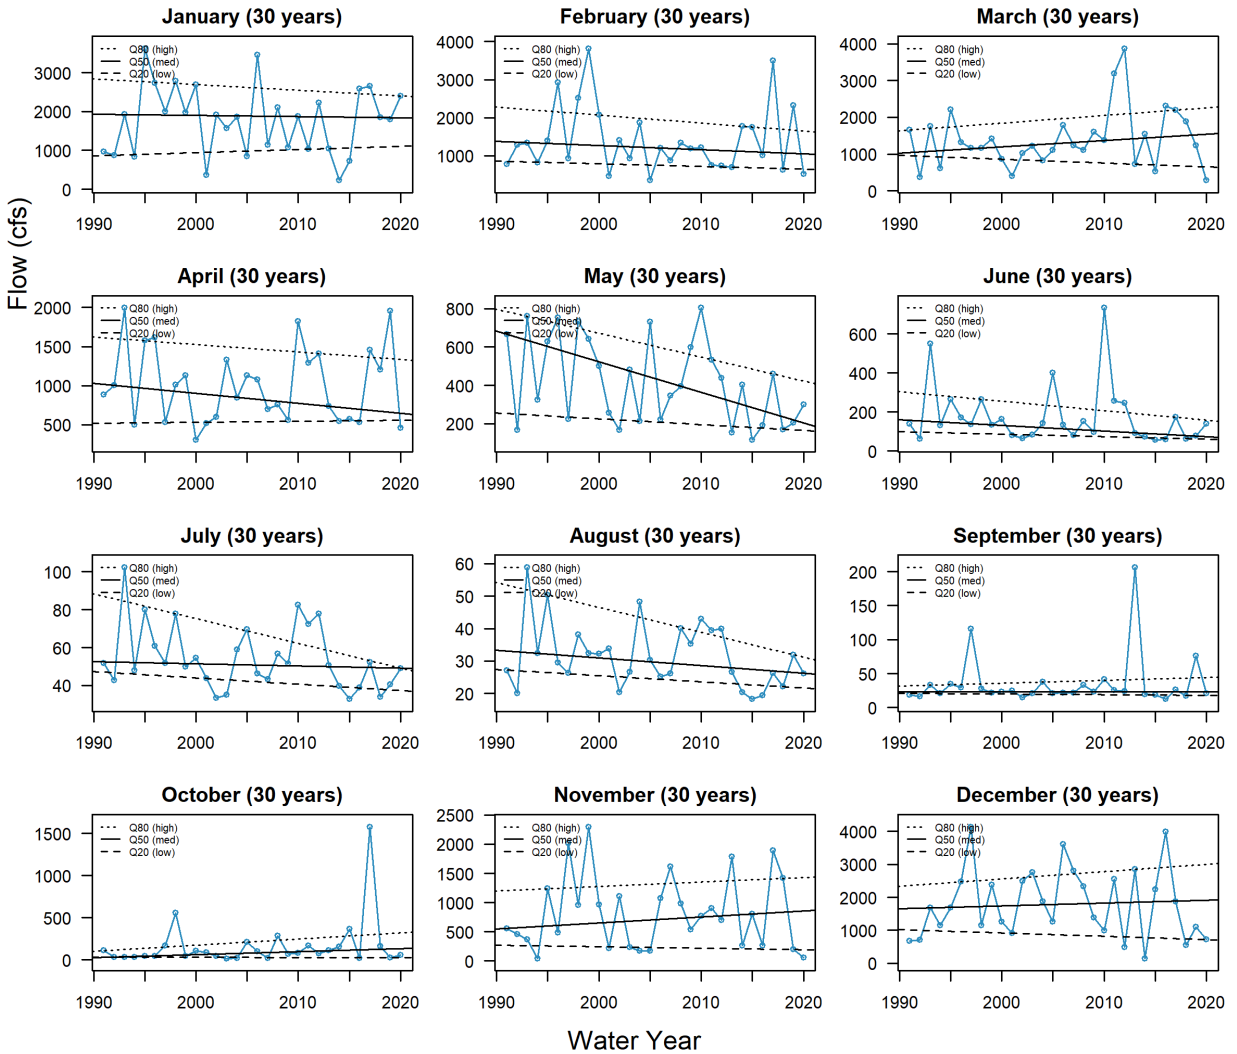 January (30 years)
Q80 (high)
Q50 (med)
Q20 (low)
3000
2000
1000
0
1990
2000
2010
2020
February (30 years)
Q80 (high)
Q50 (med)
Q20 (low)
4000
3000
2000
1000
1990
2000
2010
2020
March (30 years)
Q80 (high)
Q50 (med)
Q20 (low)
4000
3000
2000
1000
0
1990
2000
2010
2020
Flow (cfs)
April (30 years)
Q80 (high)
Q50 (med)
Q20 (low)
2000
1500
1000
500
1990
2000
2010
2020
May (30 years)
Q80 (high)
Q50 (med)
Q20 (low)
800
600
400
200
1990
2000
2010
2020
June (30 years)
Q80 (high)
Q50 (med)
Q20 (low)
600
400
200
0
1990
2000
2010
2020
July (30 years)
Q80 (high)
Q50 (med)
Q20 (low)
100
80
60
40
1990
2000
2010
2020
August (30 years)
Q80 (high)
Q50 (med)
Q20 (low)
60
50
40
30
20
1990
2000
2010
2020
September (30 years)
Q80 (high)
Q50 (med)
Q20 (low)
200
150
100
50
0
1990
2000
2010
2020
October (30 years)
Q80 (high)
Q50 (med)
Q20 (low)
1500
1000
500
0
1990
2000
2010
2020
November (30 years)
Q80 (high)
Q50 (med)
Q20 (low)
2500
2000
1500
1000
500
0
1990
2000
2010
2020
December (30 years)
Q80 (high)
Q50 (med)
Q20 (low)
4000
3000
2000
1000
0
1990
2000
2010
2020
Water Year